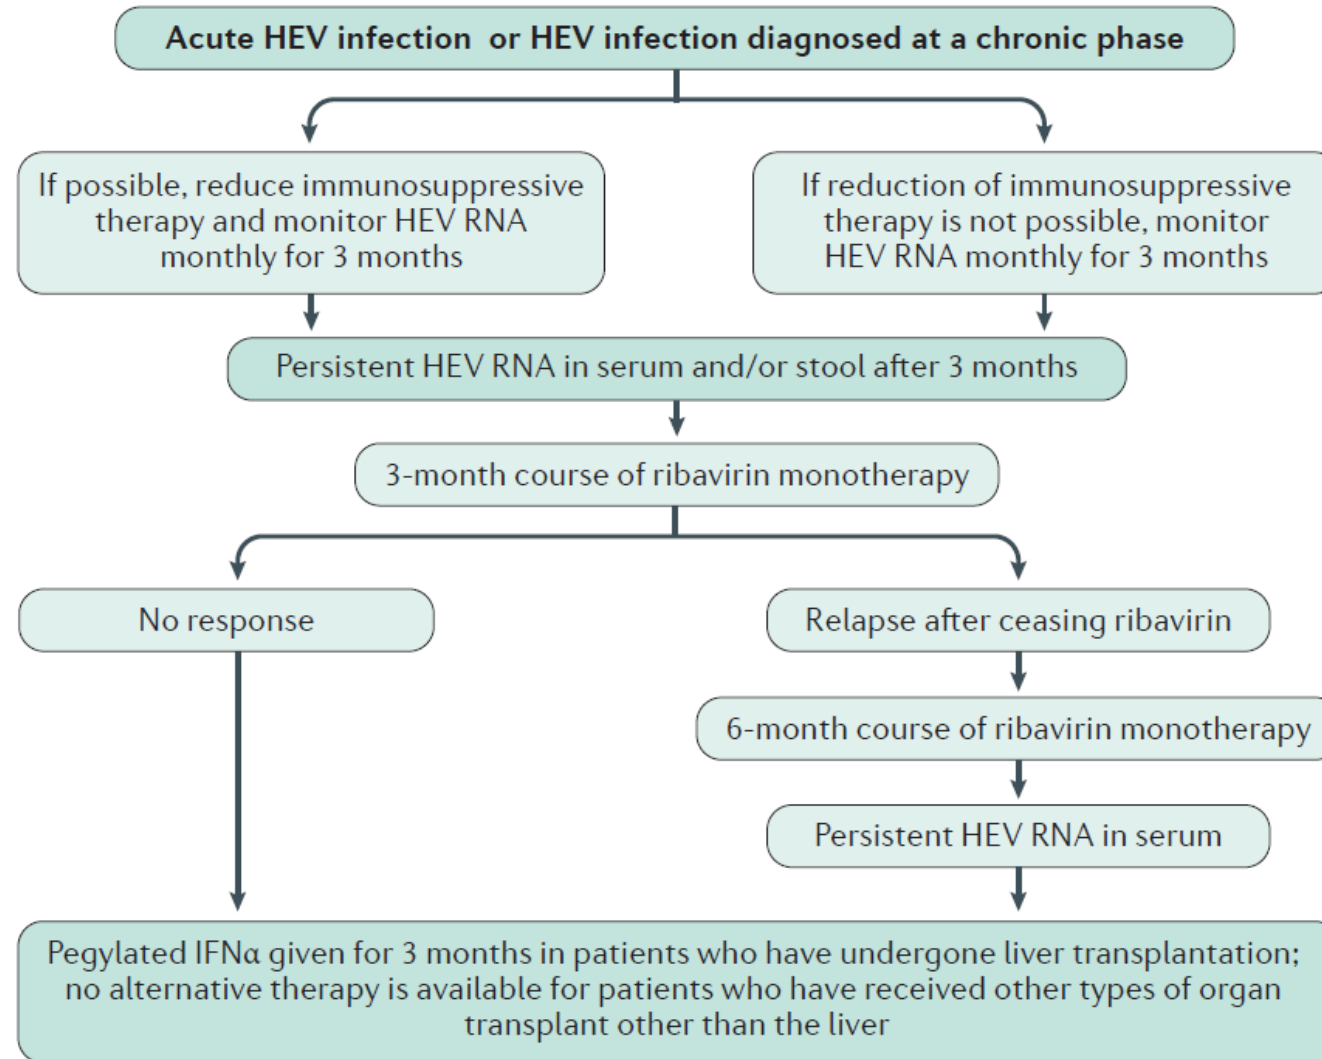 Acute HEV infection or HEV infection diagnosed at a chronic phase
If possible, reduce immunosuppressive
therapy and monitor HEV RNA
monthly for 3 months
If reduction of immunosuppressive
therapy is not possible, monitor
HEV RNA monthly for 3 months
Persistent HEV RNA in serum and/or stool after 3 months
3-month course of ribavirin monotherapy
No response
Relapse after ceasing ribavirin
6-month course of ribavirin monotherapy
Persistent HEV RNA in serum
Pegylated IFNα given for 3 months in patients who have undergone liver transplantation;
no alternative therapy is available for patients who have received other types of organ
transplant other than the liver